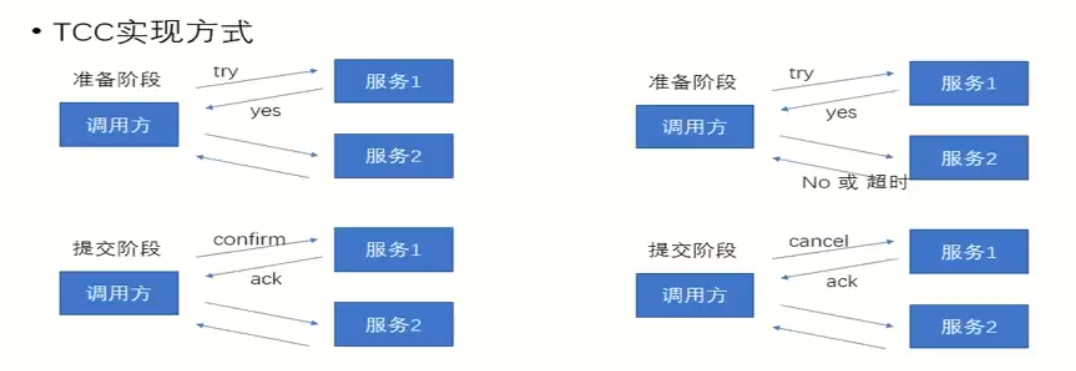 • TCC实现方式
准备阶段
try
服务1
调用方
yes
服务2
准备阶段
try
服务1
调用方
yes
服务2
No 或 超时
提交阶段
confirm
服务1
调用方
ack
服务2
提交阶段
cancel
服务1
调用方
ack
服务2